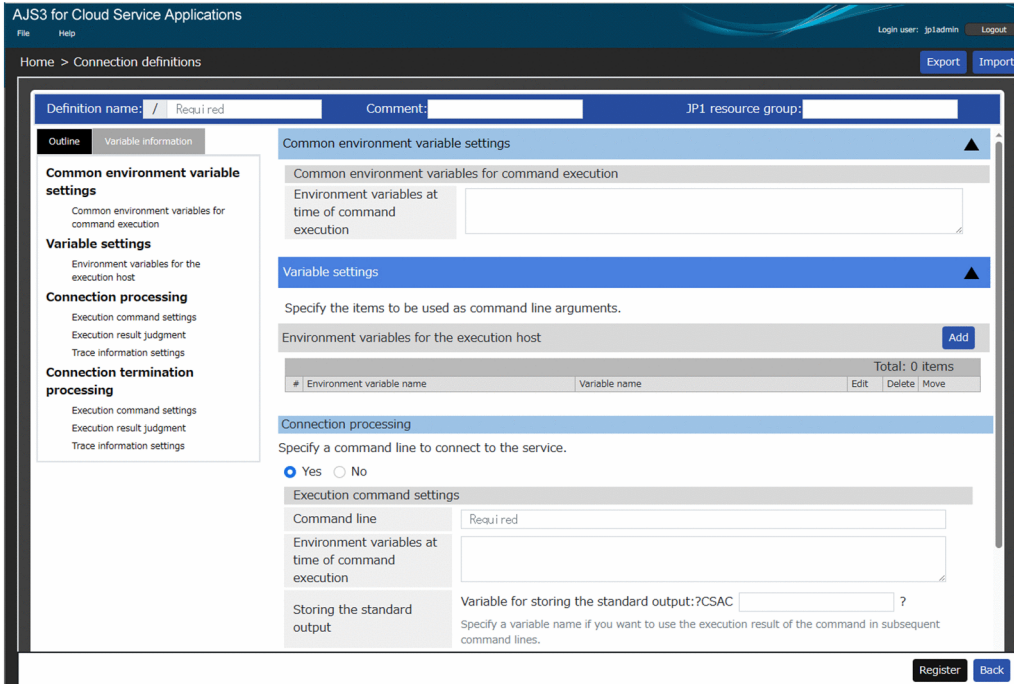 AJS3 for Cloud Service Applications
File Help
Login user: jp1admin Logout
Home > Connection definitions
Export Import
Definition name: / Required Comment: JP1 resource group:
Outline Variable information
Common environment variable
settings
Common environment variables for
command execution
Variable settings
Environment variables for the
execution host
Connection processing
Execution command settings
Execution result judgment
Trace information settings
Connection termination
processing
Execution command settings
Execution result judgment
Trace information settings
Common environment variable settings
Common environment variables for command execution
Environment variables at
time of command
execution
Variable settings
Specify the items to be used as command line arguments.
Environment variables for the execution host Add
Total: 0 items
# Environment variable name Variable name Edit Delete Move
Connection processing
Specify a command line to connect to the service.
Yes No
Execution command settings
Command line Required
Environment variables at
time of command
execution
Storing the standard
output
Variable for storing the standard output:?CSAC ?
Specify a variable name if you want to use the execution result of the command in subsequent
command lines.
Register Back